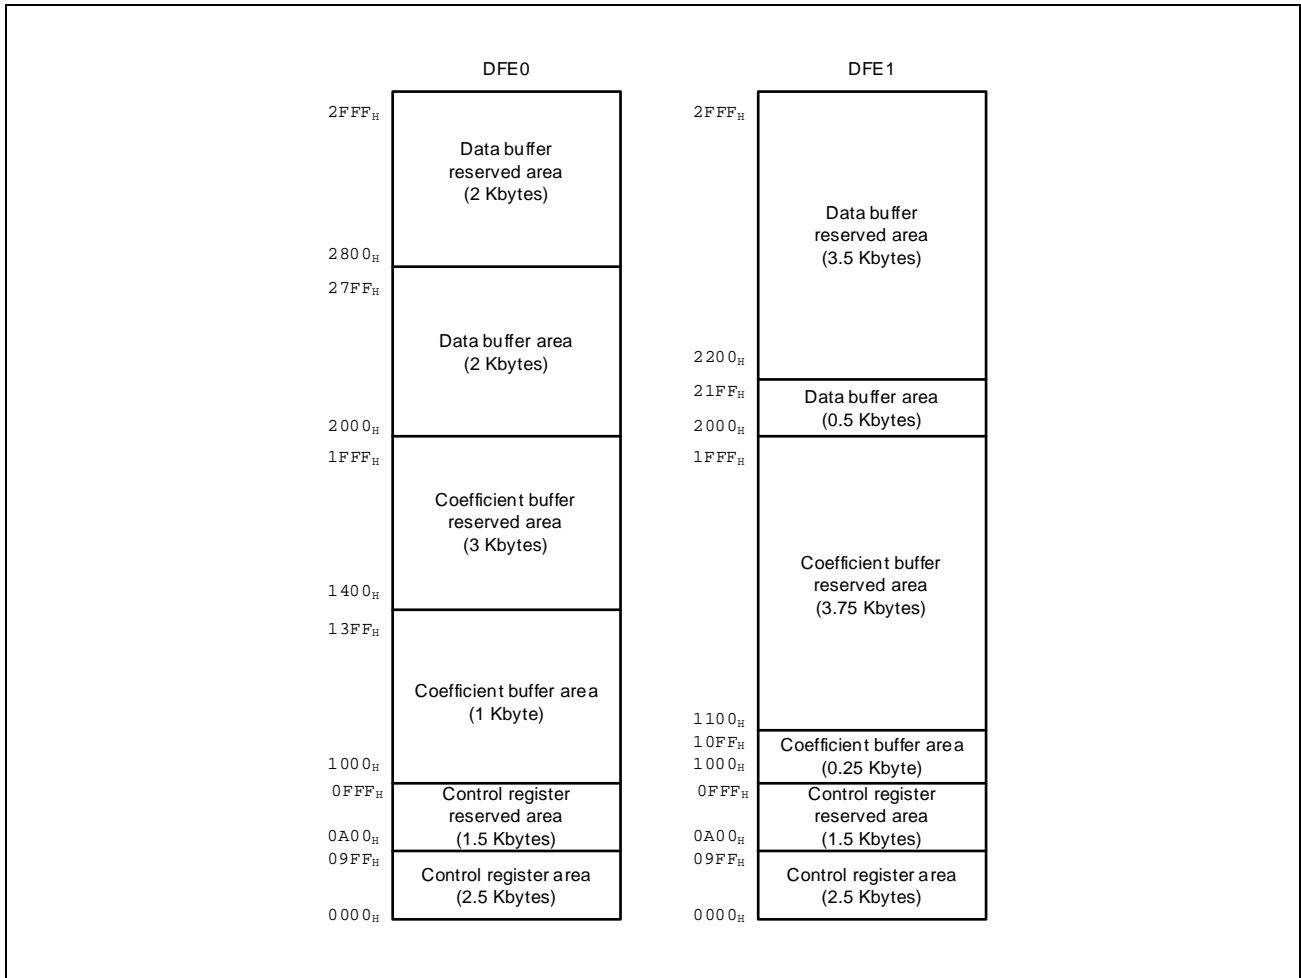 DFE0
2FFFH
Data buffer
reserved area
(2 Kbytes)
2800H
27FFH
Data buffer area
(2 Kbytes)
2000H
1FFFH
Coefficient buffer
reserved area
(3 Kbytes)
1400H
13FFH
Coefficient buffer area
(1 Kbyte)
1000H
0FFFH
Control register
reserved area
(1.5 Kbytes)
0A00H
09FFH
Control register area
(2.5 Kbytes)
0000H
DFE1
2FFFH
Data buffer
reserved area
(3.5 Kbytes)
2200H
21FFH
Data buffer area
(0.5 Kbytes)
2000H
1FFFH
Coefficient buffer
reserved area
(3.75 Kbytes)
1100H
10FFH
Coefficient buffer area
(0.25 Kbyte)
1000H
0FFFH
Control register
reserved area
(1.5 Kbytes)
0A00H
09FFH
Control register area
(2.5 Kbytes)
0000H